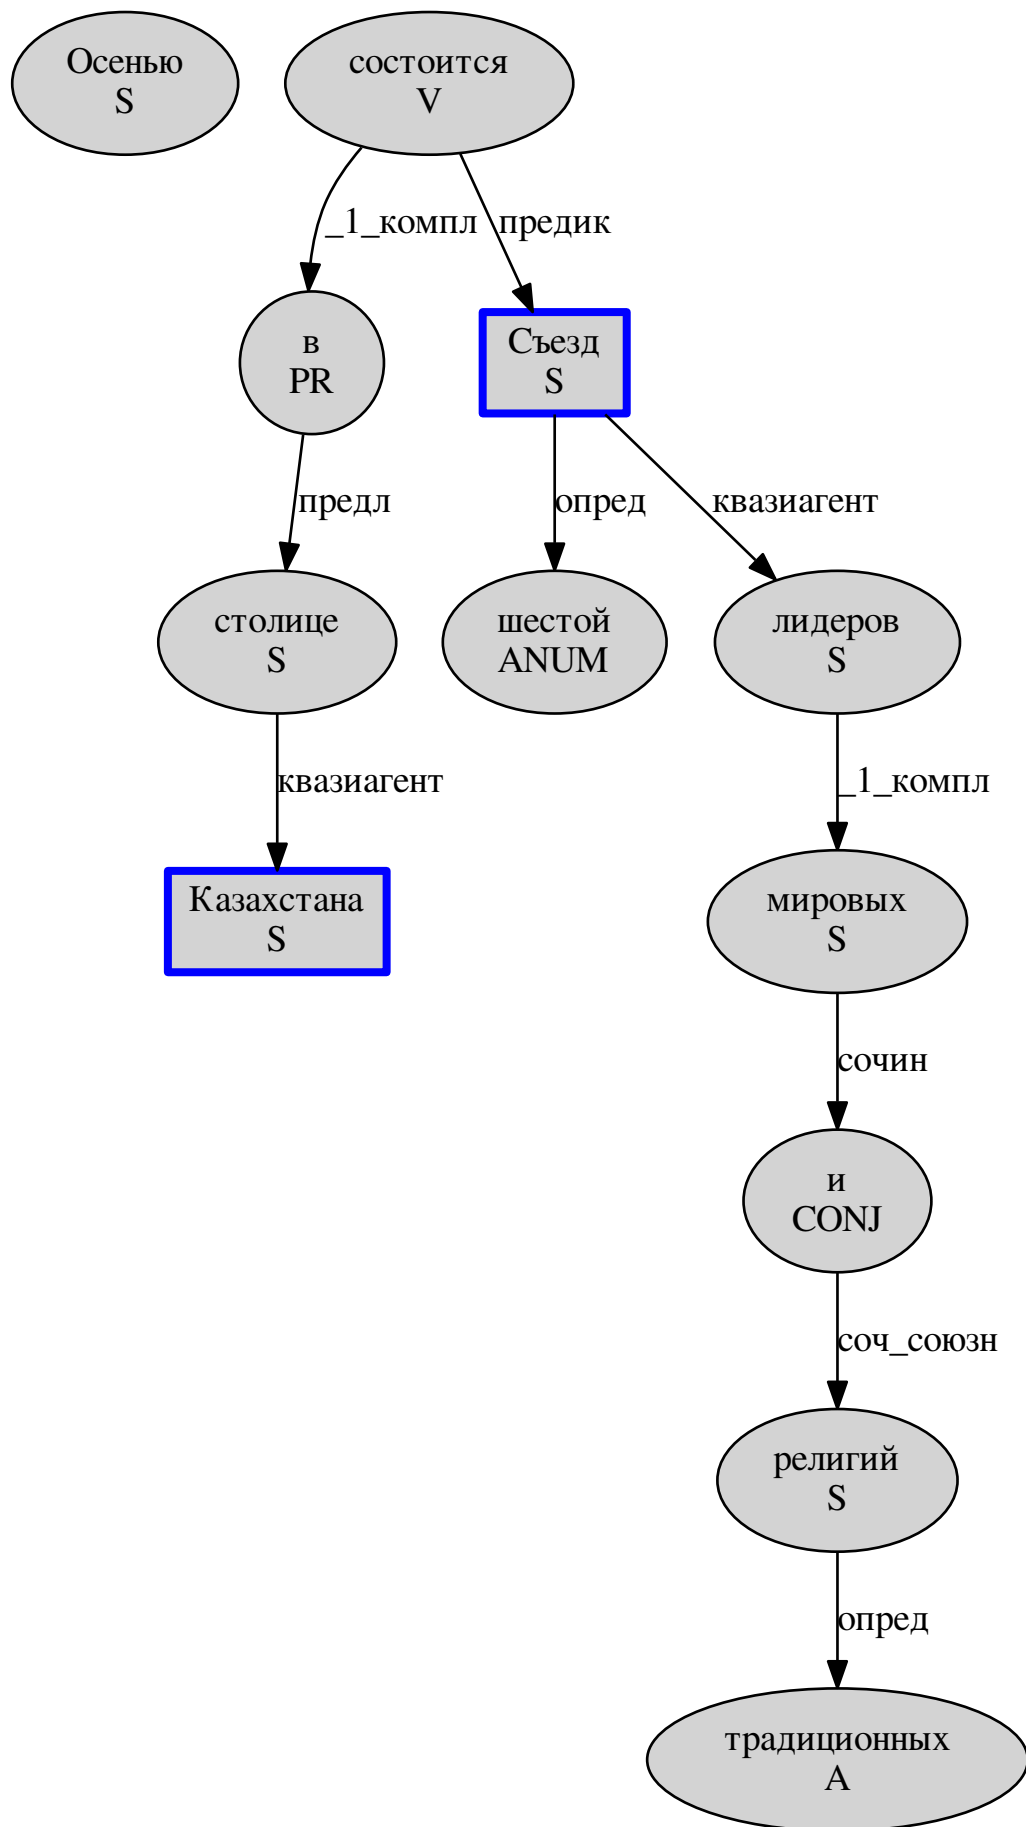 Осенью
S
состоится
V
_1_компл
предик
в
PR
Съезд
S
предл
опред
квазиагент
столице
S
шестой
ANUM
лидеров
S
квазиагент
_1_компл
Казахстана
S
мировых
S
сочин
и
CONJ
соч_союзн
религий
S
опред
традиционных
A